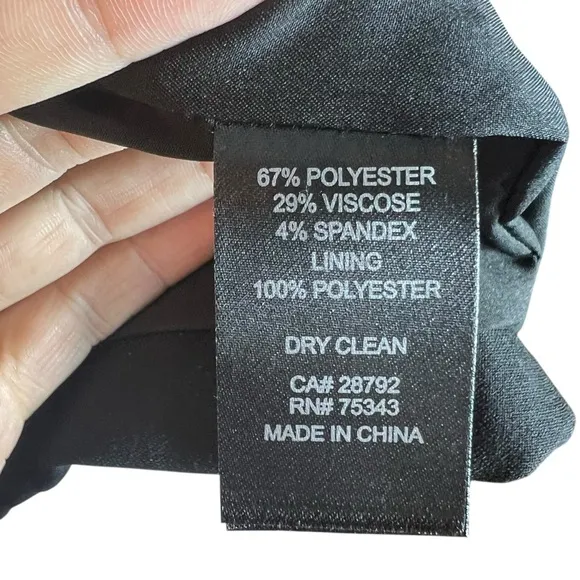 67% POLYESTER
29% VISCOSE
4% SPANDEX
LINING
100% POLYESTER
DRY CLEAN
CA# 28792
RN# 75343
MADE IN CHINA